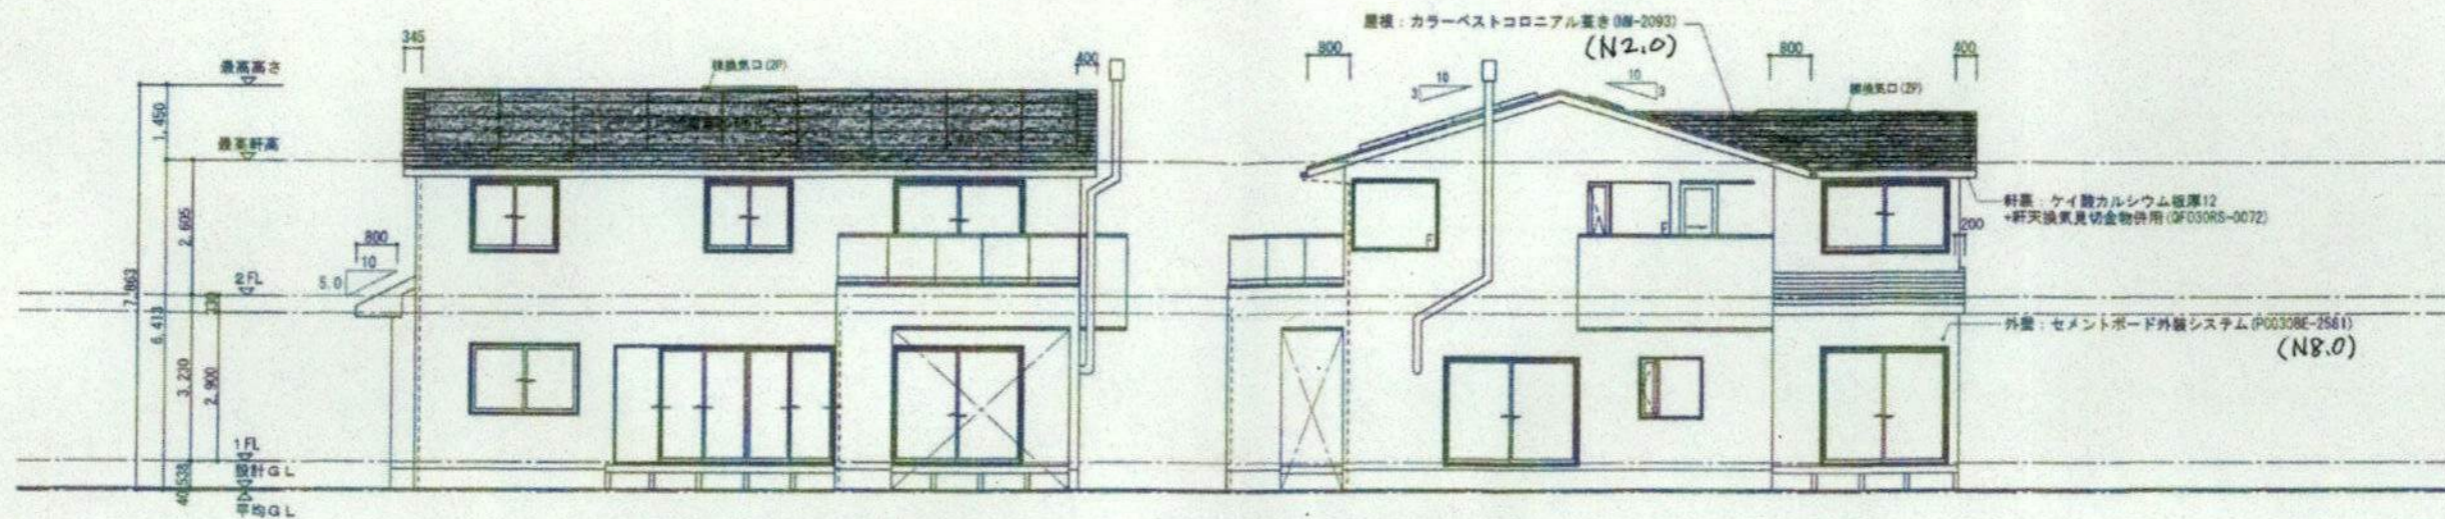 345
棟換気口(2P)
400
最高高さ
1,450
最高軒高
2,605
7,863
6,413
800
10
5.0
2FL
330
3,230
2,900
1FL
設計GL
538
40
平均GL
屋根：カラーベストコロニアル葺き(NM-2093)
(N2.0)
800
10
3
10
3
800
400
棟換気口(2P)
軒裏：ケイ酸カルシウム板厚12
+軒天換気見切金物併用(QF030RS-0072)
200
F
F
外壁：セメントボード外装システム(PC030BE-2561)
(N8.0)